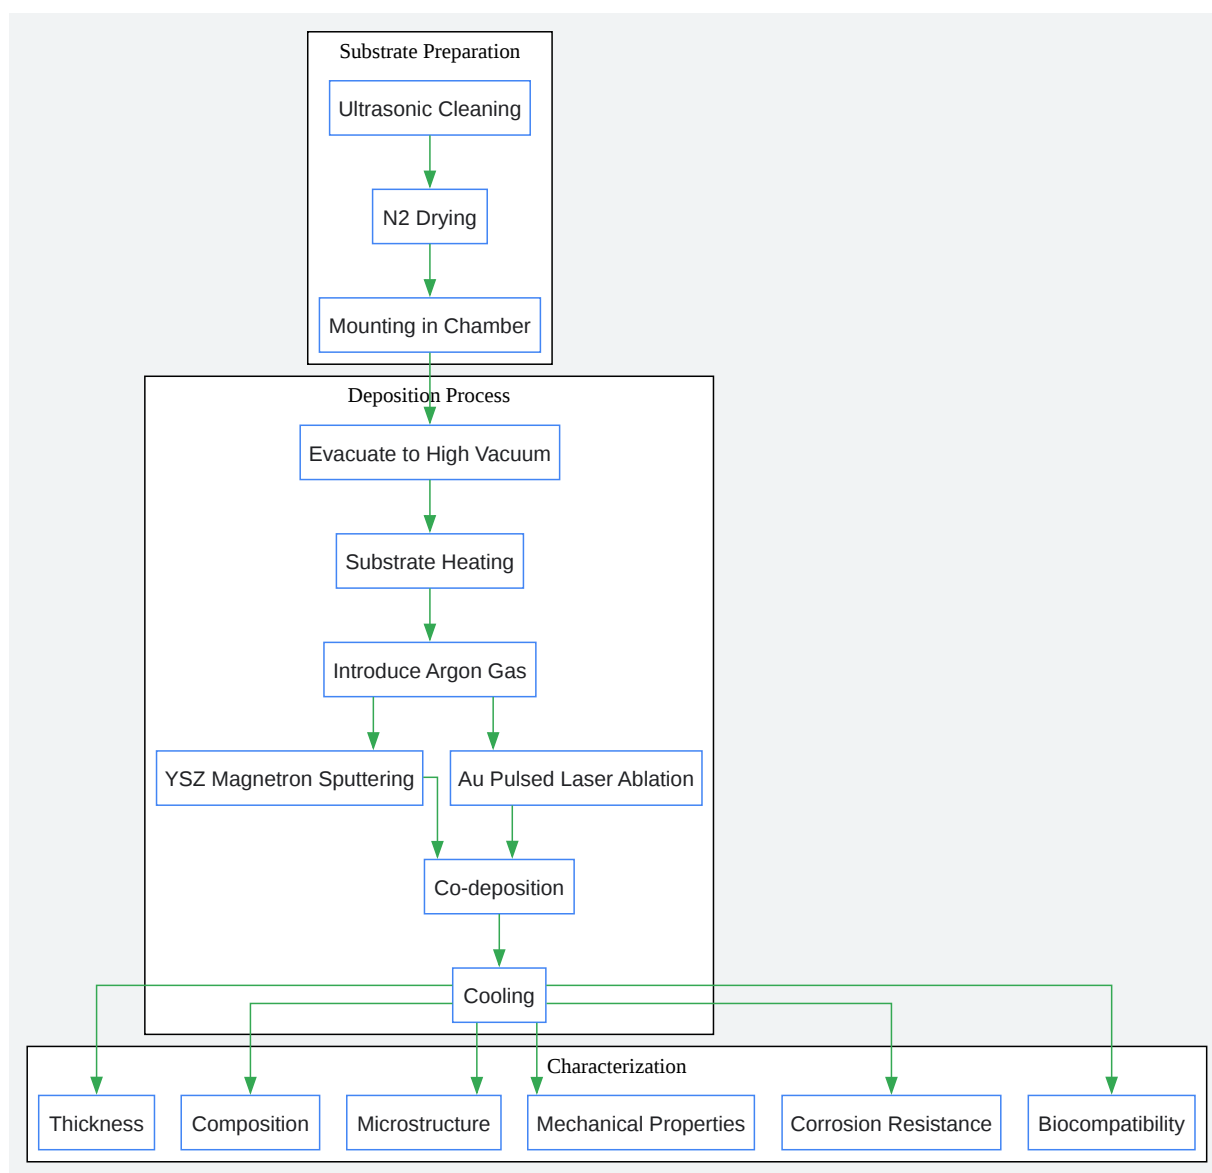 Substrate Preparation
Ultrasonic Cleaning
N2 Drying
Mounting in Chamber
Deposition Process
Evacuate to High Vacuum
Substrate Heating
Introduce Argon Gas
YSZ Magnetron Sputtering
Au Pulsed Laser Ablation
Co-deposition
Cooling
Characterization
Thickness
Composition
Microstructure
Mechanical Properties
Corrosion Resistance
Biocompatibility